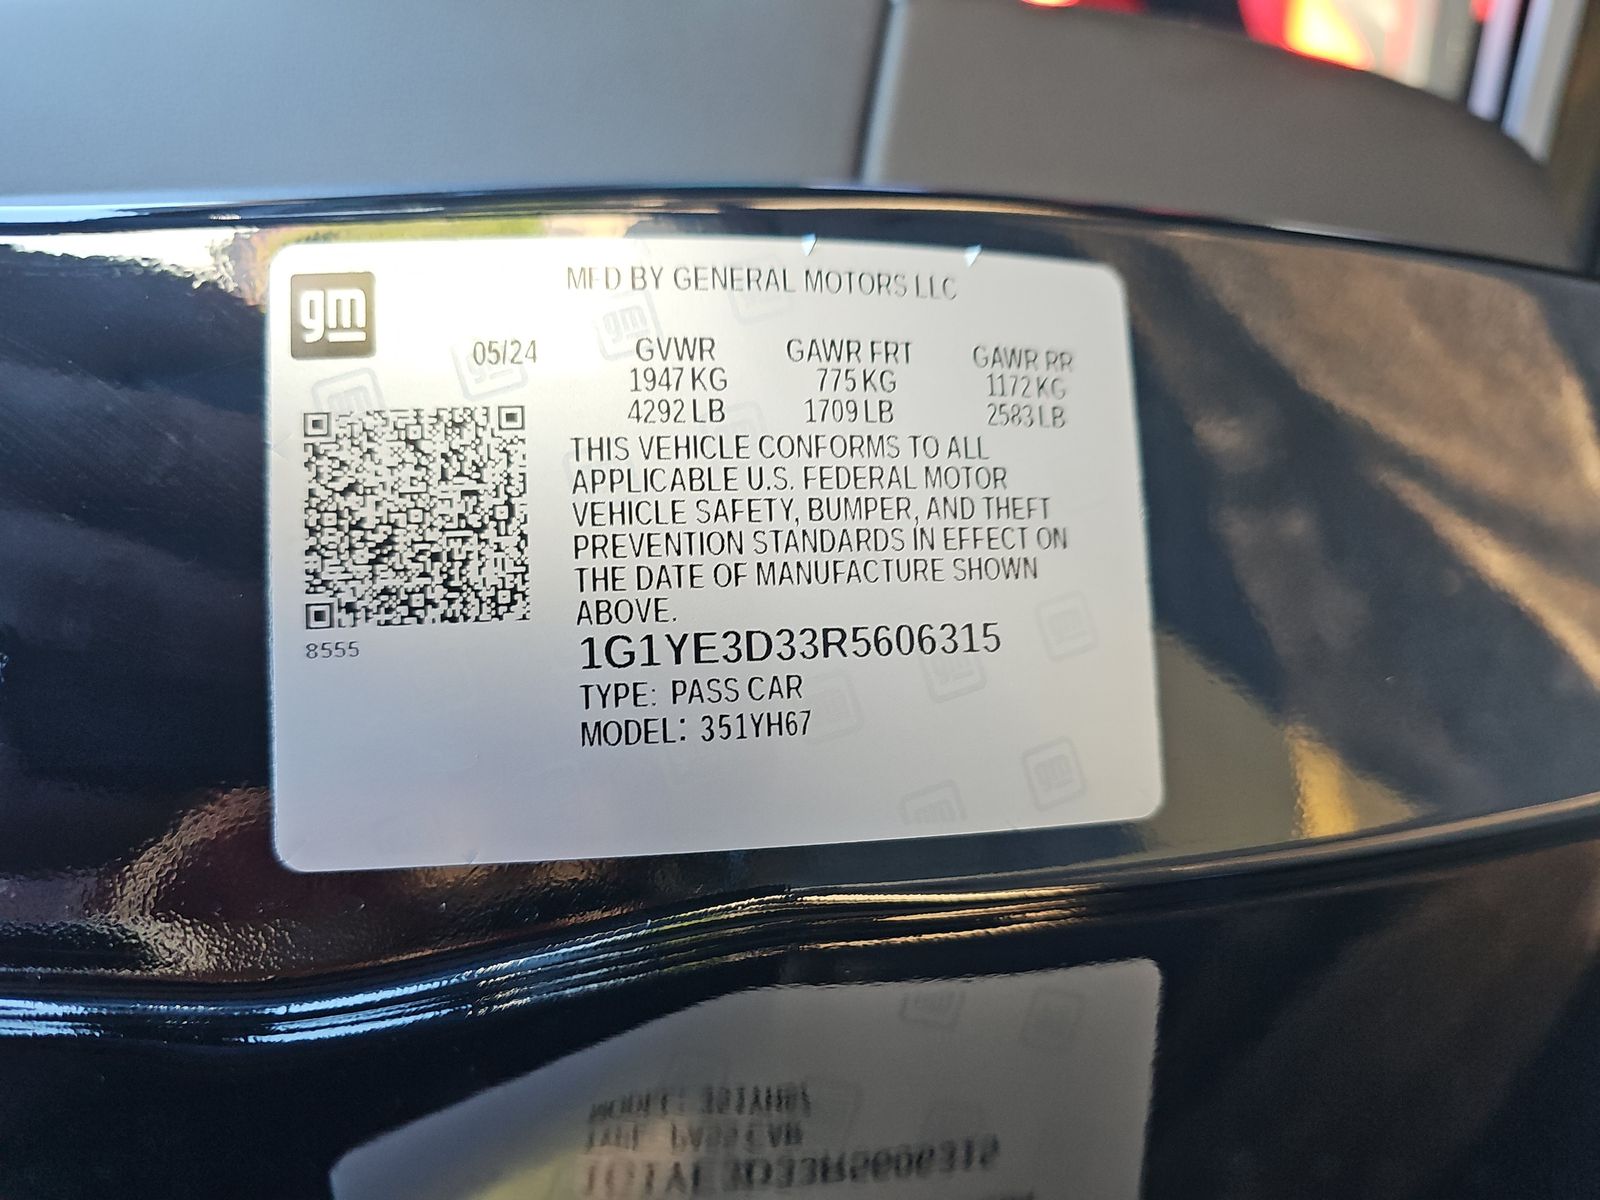 gm
MFD BY GENERAL MOTORS LLC
05/24 GVWR GAWR FRT GAWR RR
1947 KG 775 KG 1172 KG
4292 LB 1709 LB 2583 LB
THIS VEHICLE CONFORMS TO ALL
APPLICABLE U.S. FEDERAL MOTOR
VEHICLE SAFETY, BUMPER, AND THEFT
PREVENTION STANDARDS IN EFFECT ON
THE DATE OF MANUFACTURE SHOWN
ABOVE.
8555
1G1YE3D33R5606315
TYPE: PASS CAR
MODEL: 351YH67